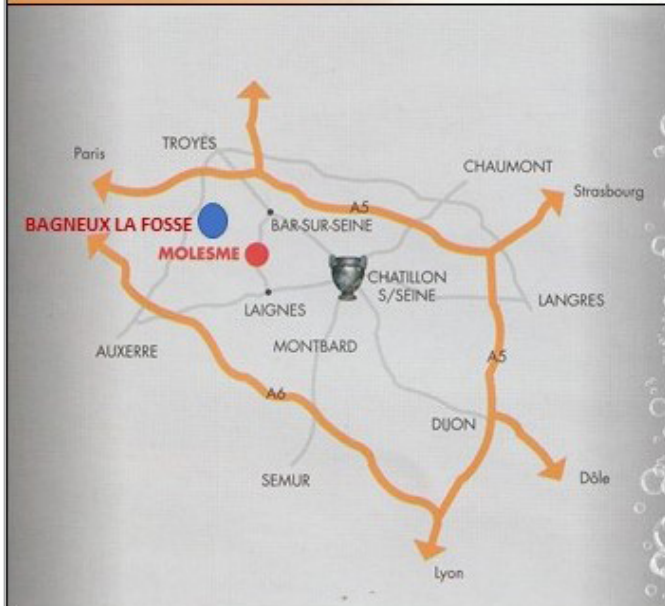 TROYES
Paris
CHAUMONT
Strasbourg
A5
BAGNEUX LA FOSSE
BAR-SUR-SEINE
MOLESME
CHATILLON
S/SEINE
LANGRES
LAIGNES
AUXERRE
MONTBARD
A5
A6
DIJON
SEMUR
Dôle
Lyon